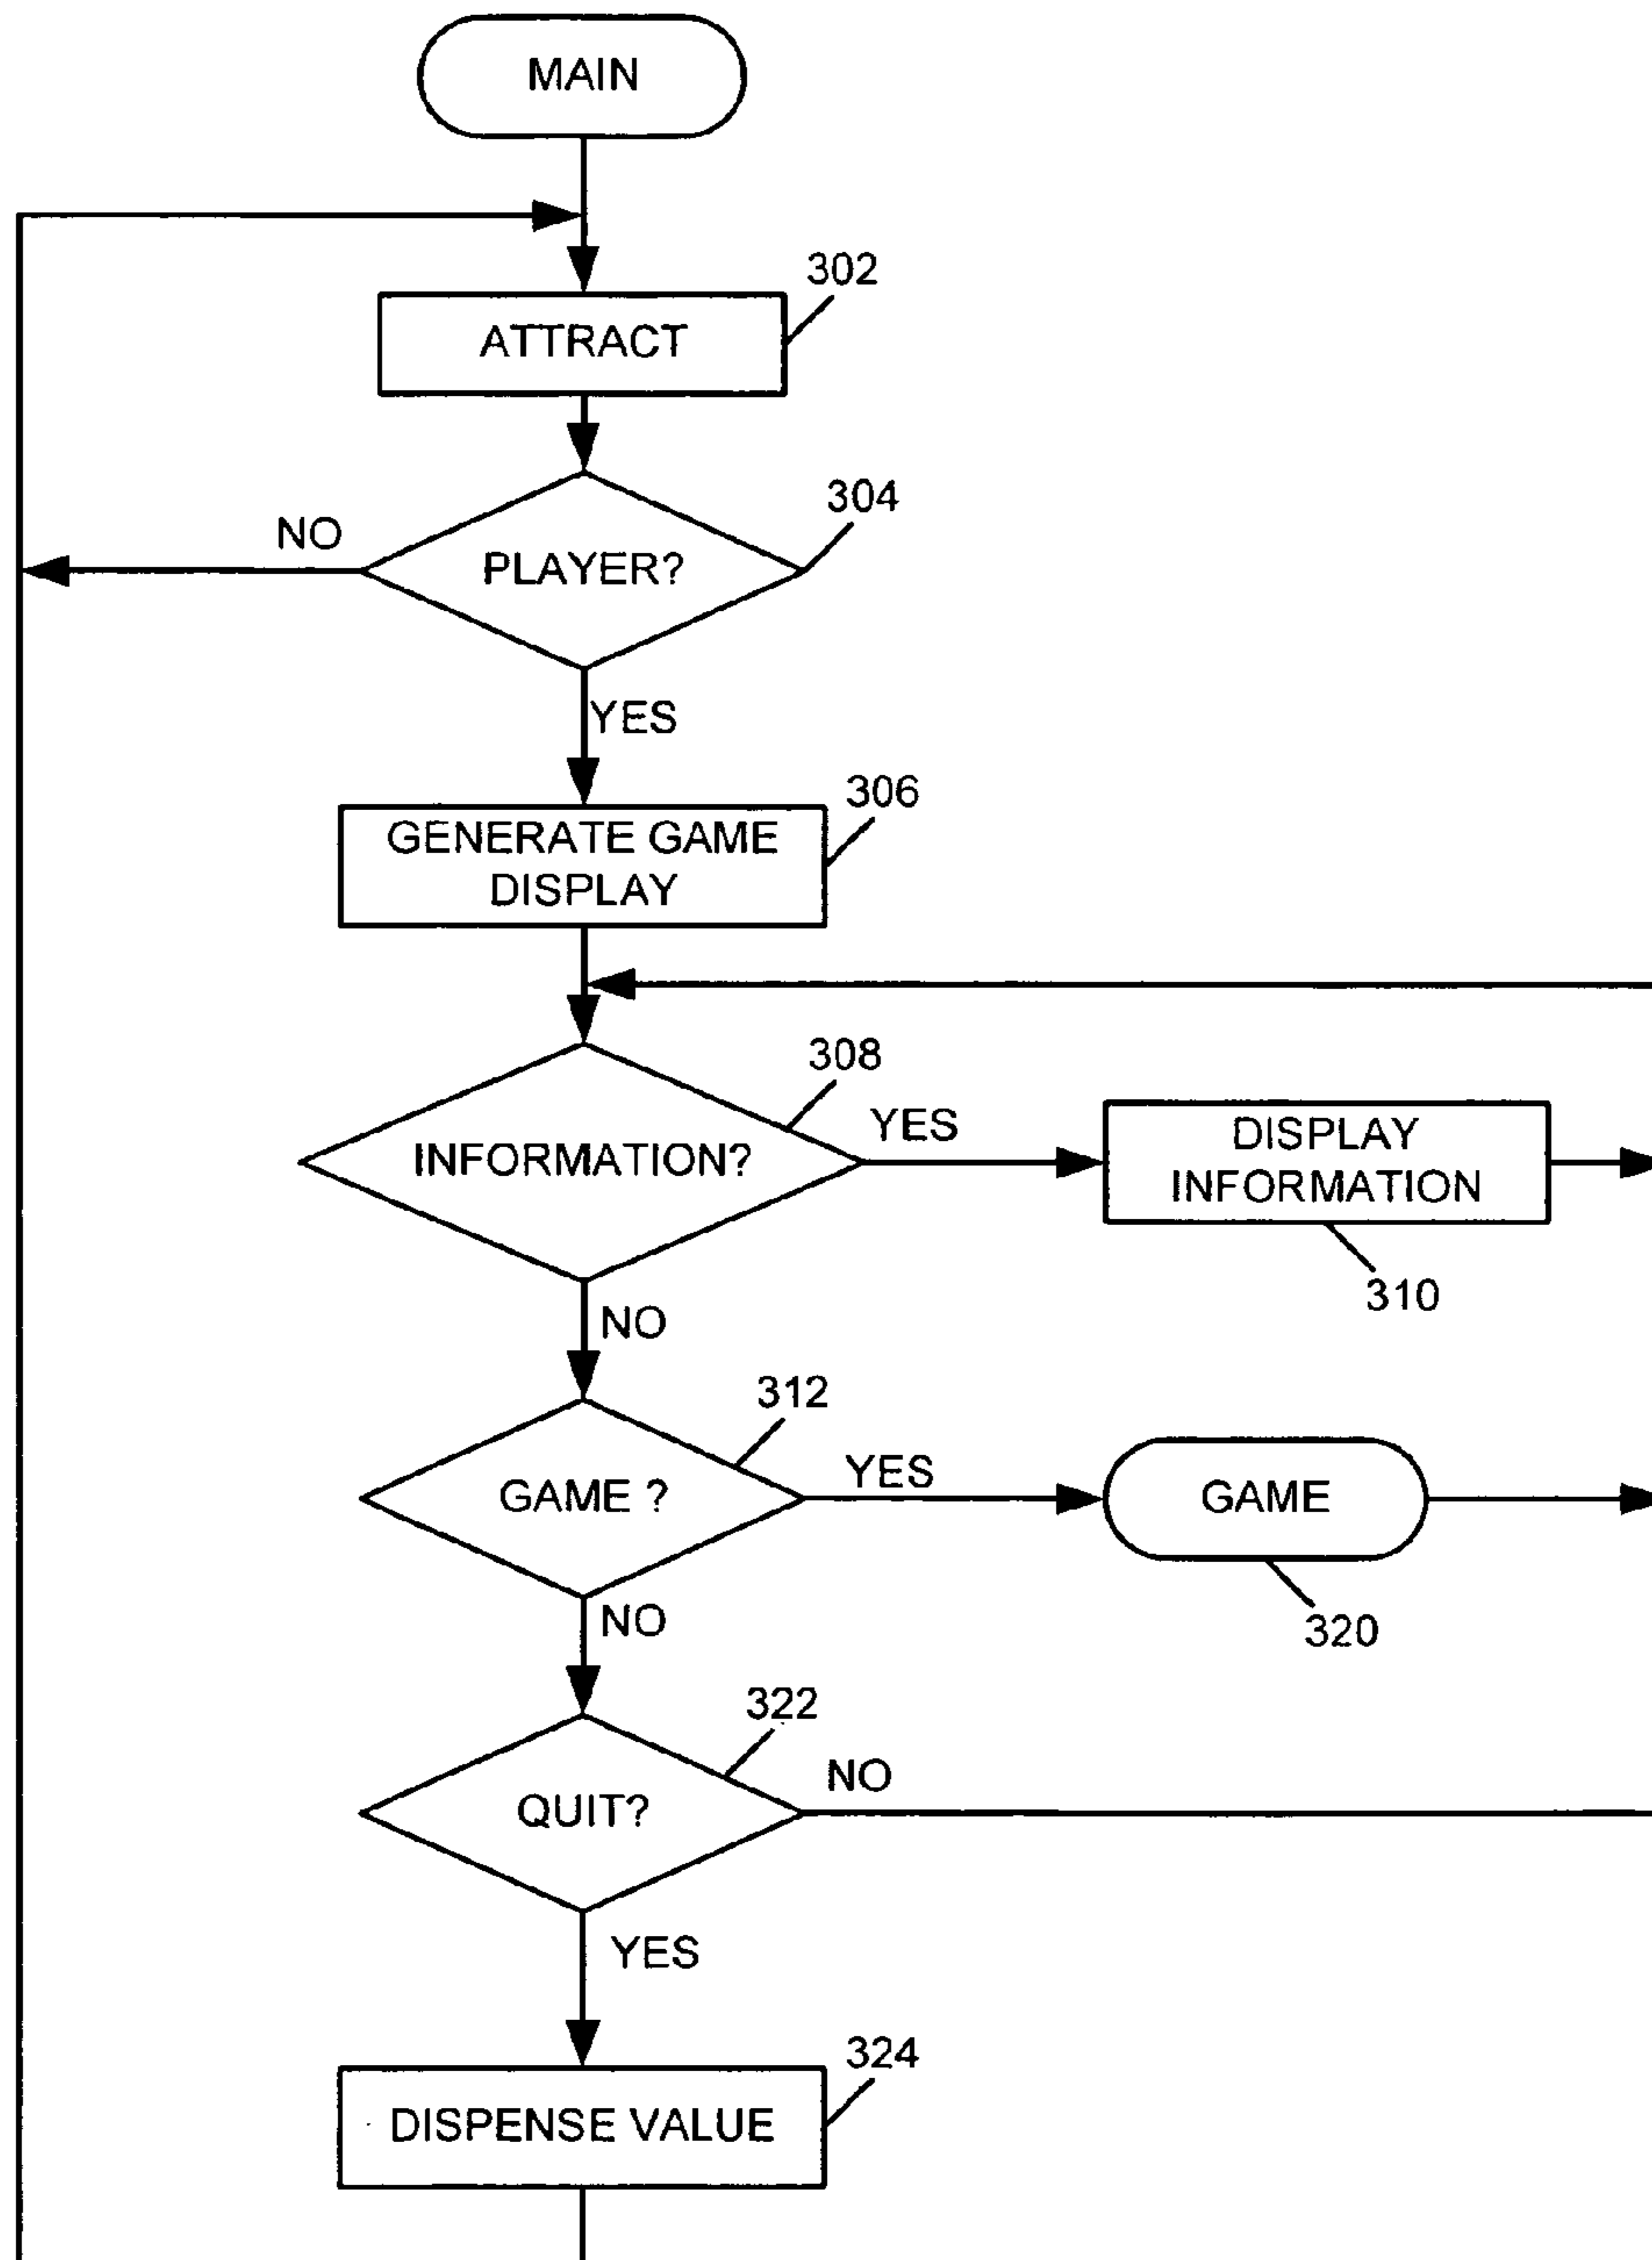 MAIN
302
ATTRACT
304
NO
PLAYER?
YES
306
GENERATE GAME
DISPLAY
308
YES
INFORMATION?
DISPLAY
INFORMATION
310
NO
312
YES
GAME ?
GAME
320
NO
322
NO
QUIT?
YES
324
DISPENSE VALUE